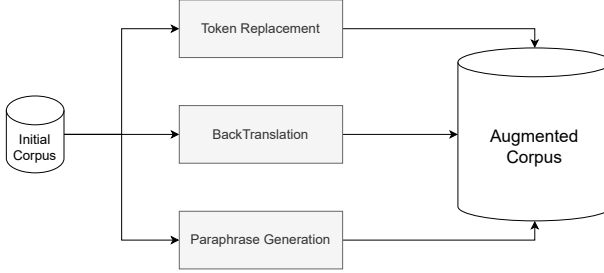 Token Replacement
Initial
Corpus
BackTranslation
Augmented
Corpus
Paraphrase Generation